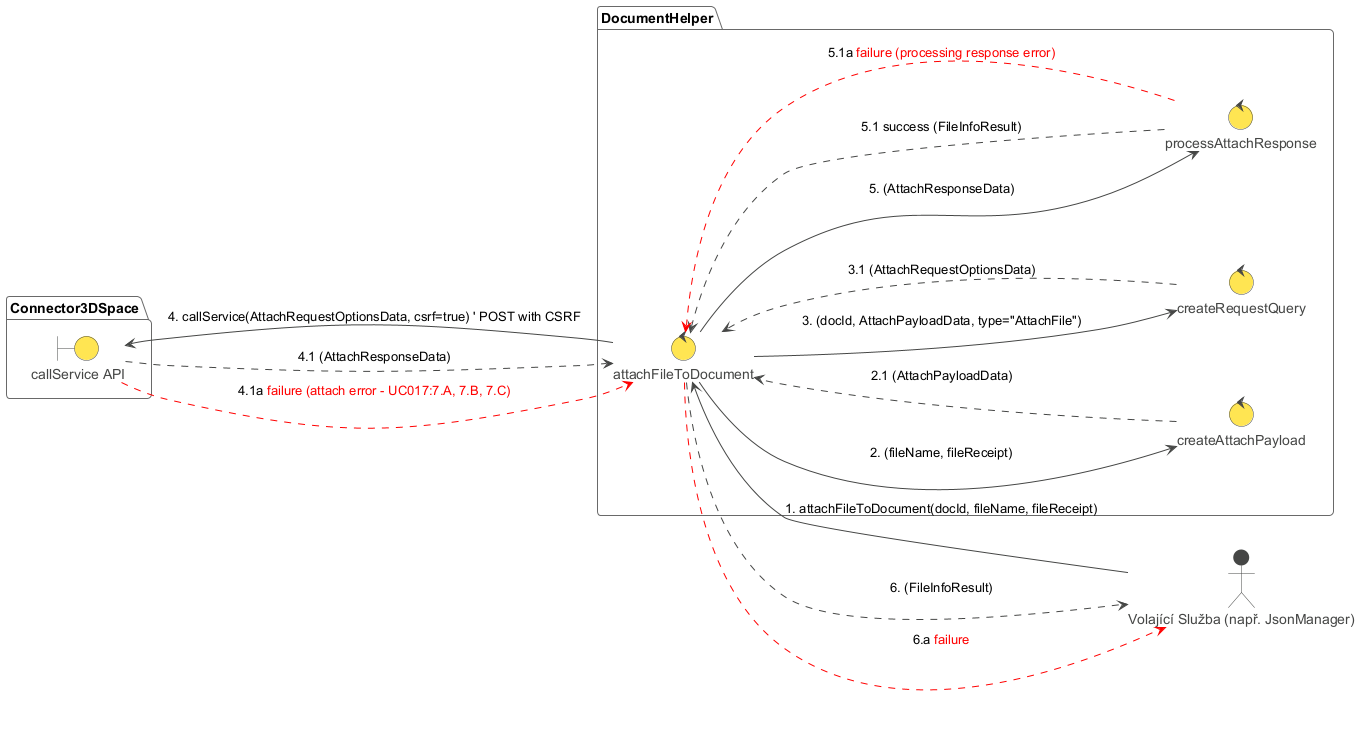 DocumentHelper
5.1a failure (processing response error)
processAttachResponse
5.1 success (FileInfoResult)
5. (AttachResponseData)
3.1 (AttachRequestOptionsData)
createRequestQuery
3. (docId, AttachPayloadData, type="AttachFile")
Connector3DSpace
4. callService(AttachRequestOptionsData, csrf=true) ' POST with CSRF
4.1 (AttachResponseData)
callService API
attachFileToDocument
4.1a failure (attach error - UC017:7.A, 7.B, 7.C)
2.1 (AttachPayloadData)
createAttachPayload
2. (fileName, fileReceipt)
1. attachFileToDocument(docId, fileName, fileReceipt)
6. (FileInfoResult)
Volající Služba (např. JsonManager)
6.a failure